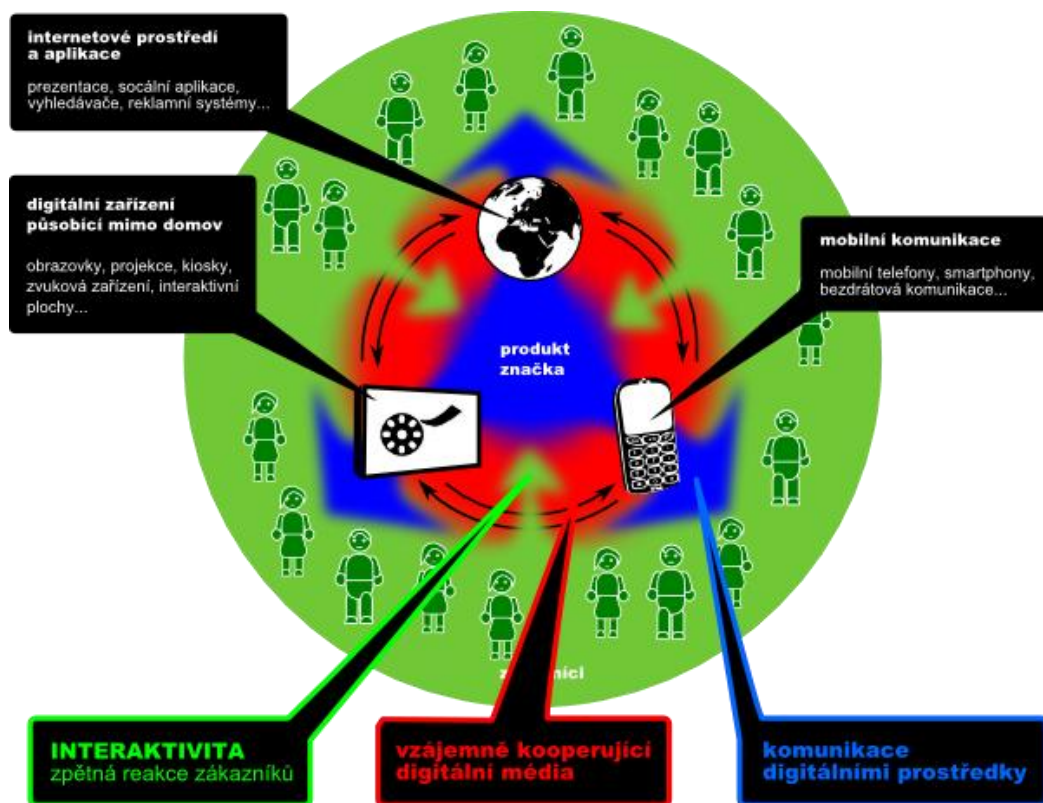 internetové prostředí
a aplikace
prezentace, socální aplikace,
vyhledávače, reklamní systémy...
digitální zařízení
působící mimo domov
obrazovky, projekce, kiosky,
zvuková zařízení, interaktivní
plochy...
mobilní komunikace
mobilní telefony, smartphony,
bezdrátová komunikace...
produkt
značka
INTERAKTIVITA
zpětná reakce zákazníků
vzájemně kooperující
digitální média
komunikace
digitálními prostředky